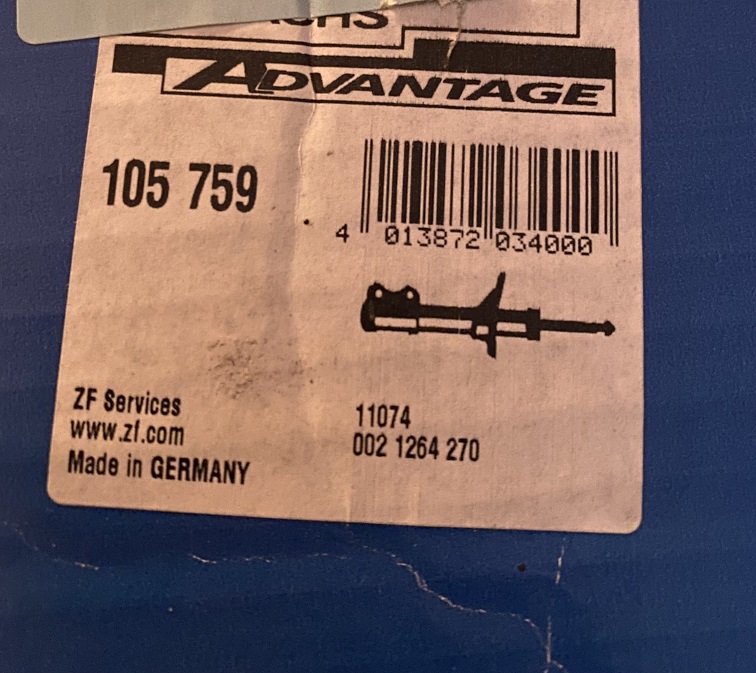 ADVANTAGE
105 759
4 013872 034000
ZF Services
www.zf.com
Made in GERMANY
11074
002 1264 270